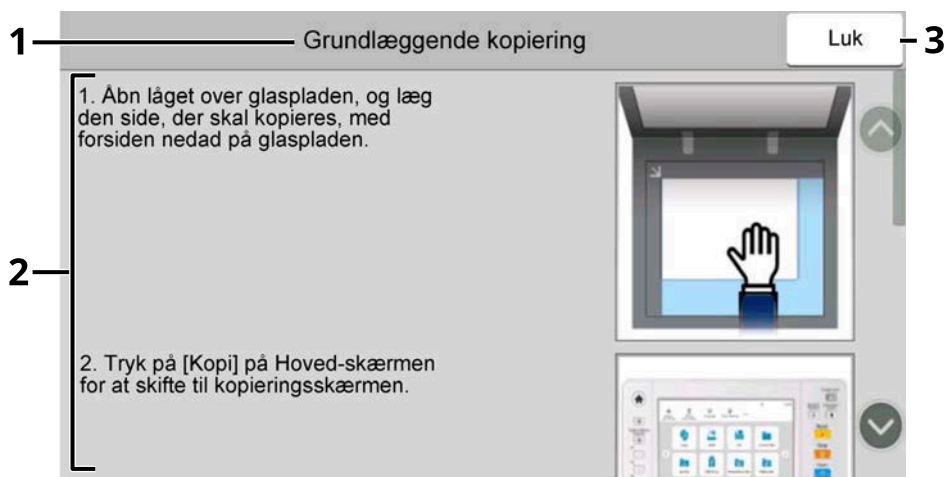 1
Grundlæggende kopiering
Luk
3
1. Åbn låget over glaspladen, og læg
den side, der skal kopieres, med
forsiden nedad på glaspladen.
2
2. Tryk på [Kopi] på Hoved-skærmen
for at skifte til kopieringsskærmen.